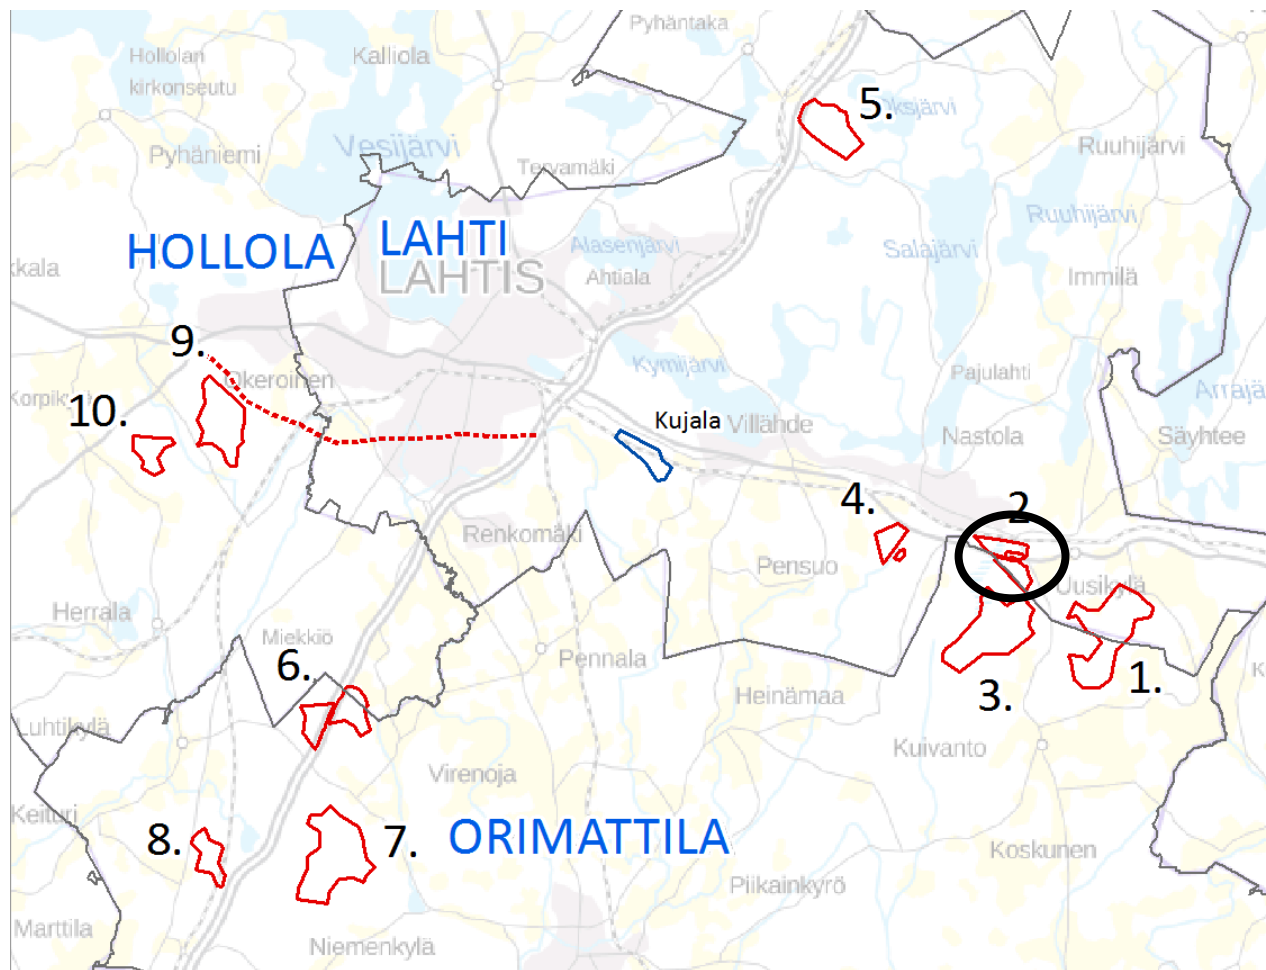 Pyhäntaka
Hollolan
kirkonseutu
Kalliola
5.
Oksjärvi
Vesijärvi
Pyhäniemi
Tervamäki
Ruuhijärvi
Ruuhijärvi
HOLLOLA
LAHTI
LAHTIS
Alasenjärvi
Ahtiala
Salajärvi
Immilä
kkala
9.
Okeroinen
Kymijärvi
Pajulahti
Arrajä
10.
Kujala
Villähde
Nastola
Säyhtee
4.
2
Renkomäki
Pensuo
Uusikylä
Herrala
Miekkiö
Pennala
6.
3.
1.
K
Heinämaa
Luhtikylä
Kuivanto
Virenoja
Keituri
8.
7.
ORIMATTILA
Koskunen
Piikainkyrö
Marttila
Niemenkylä